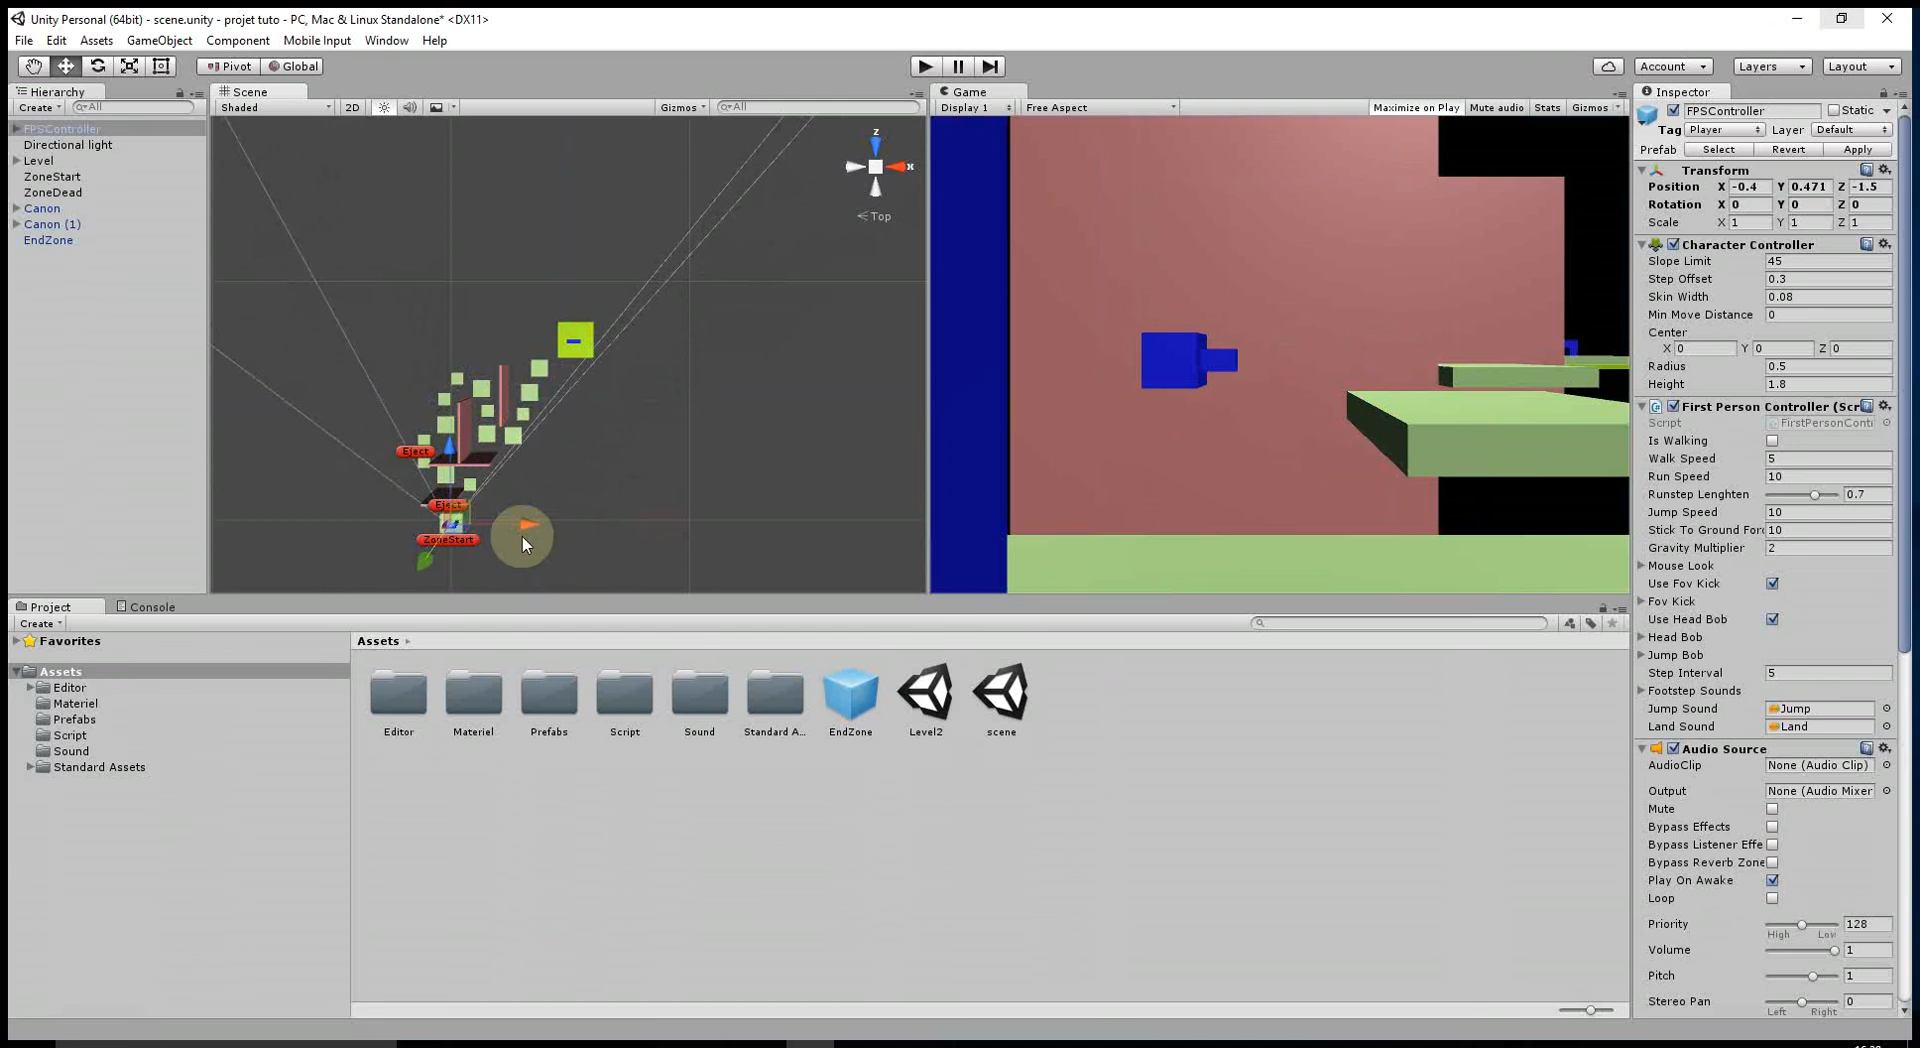 Unity Personal (64bit) - scene.unity - projet tuto - PC, Mac & Linux Standalone* <DX11>
File Edit Assets GameObject Component Mobile Input Window Help
Pivot Global Account Layers Layout
Hierarchy
Create All
FPSController
Directional light
Level
ZoneStart
ZoneDead
Canon
Canon (1)
EndZone
Scene
Shaded 2D Gizmos All
z
x
Top
Eject
Eject
ZoneStart
Game
Display 1 Free Aspect Maximize on Play Mute audio Stats Gizmos
Inspector
FPSController Static
Tag Player Layer Default
Prefab Select Revert Apply
Transform
Position X -0.4 Y 0.471 Z -1.5
Rotation X 0 Y 0 Z 0
Scale X 1 Y 1 Z 1
Character Controller
Slope Limit 45
Step Offset 0.3
Skin Width 0.08
Min Move Distance 0
Center
X 0 Y 0 Z 0
Radius 0.5
Height 1.8
First Person Controller (Scr
Script FirstPersonConti
Is Walking
Walk Speed 5
Run Speed 10
Runstep Lenghten 0.7
Jump Speed 10
Stick To Ground For 10
Gravity Multiplier 2
Mouse Look
Use Fov Kick
Fov Kick
Use Head Bob
Head Bob
Jump Bob
Step Interval 5
Footstep Sounds
Jump Sound Jump
Land Sound Land
Audio Source
AudioClip None (Audio Clip)
Output None (Audio Mixer
Mute
Bypass Effects
Bypass Listener Effe
Bypass Reverb Zone
Play On Awake
Loop
Priority 128
High Low
Volume 1
Pitch 1
Stereo Pan 0
Left Right
Project Console
Create
Favorites
Assets
Editor
Materiel
Prefabs
Script
Sound
Standard Assets
Assets
Editor Materiel Prefabs Script Sound Standard A... EndZone Level2 scene